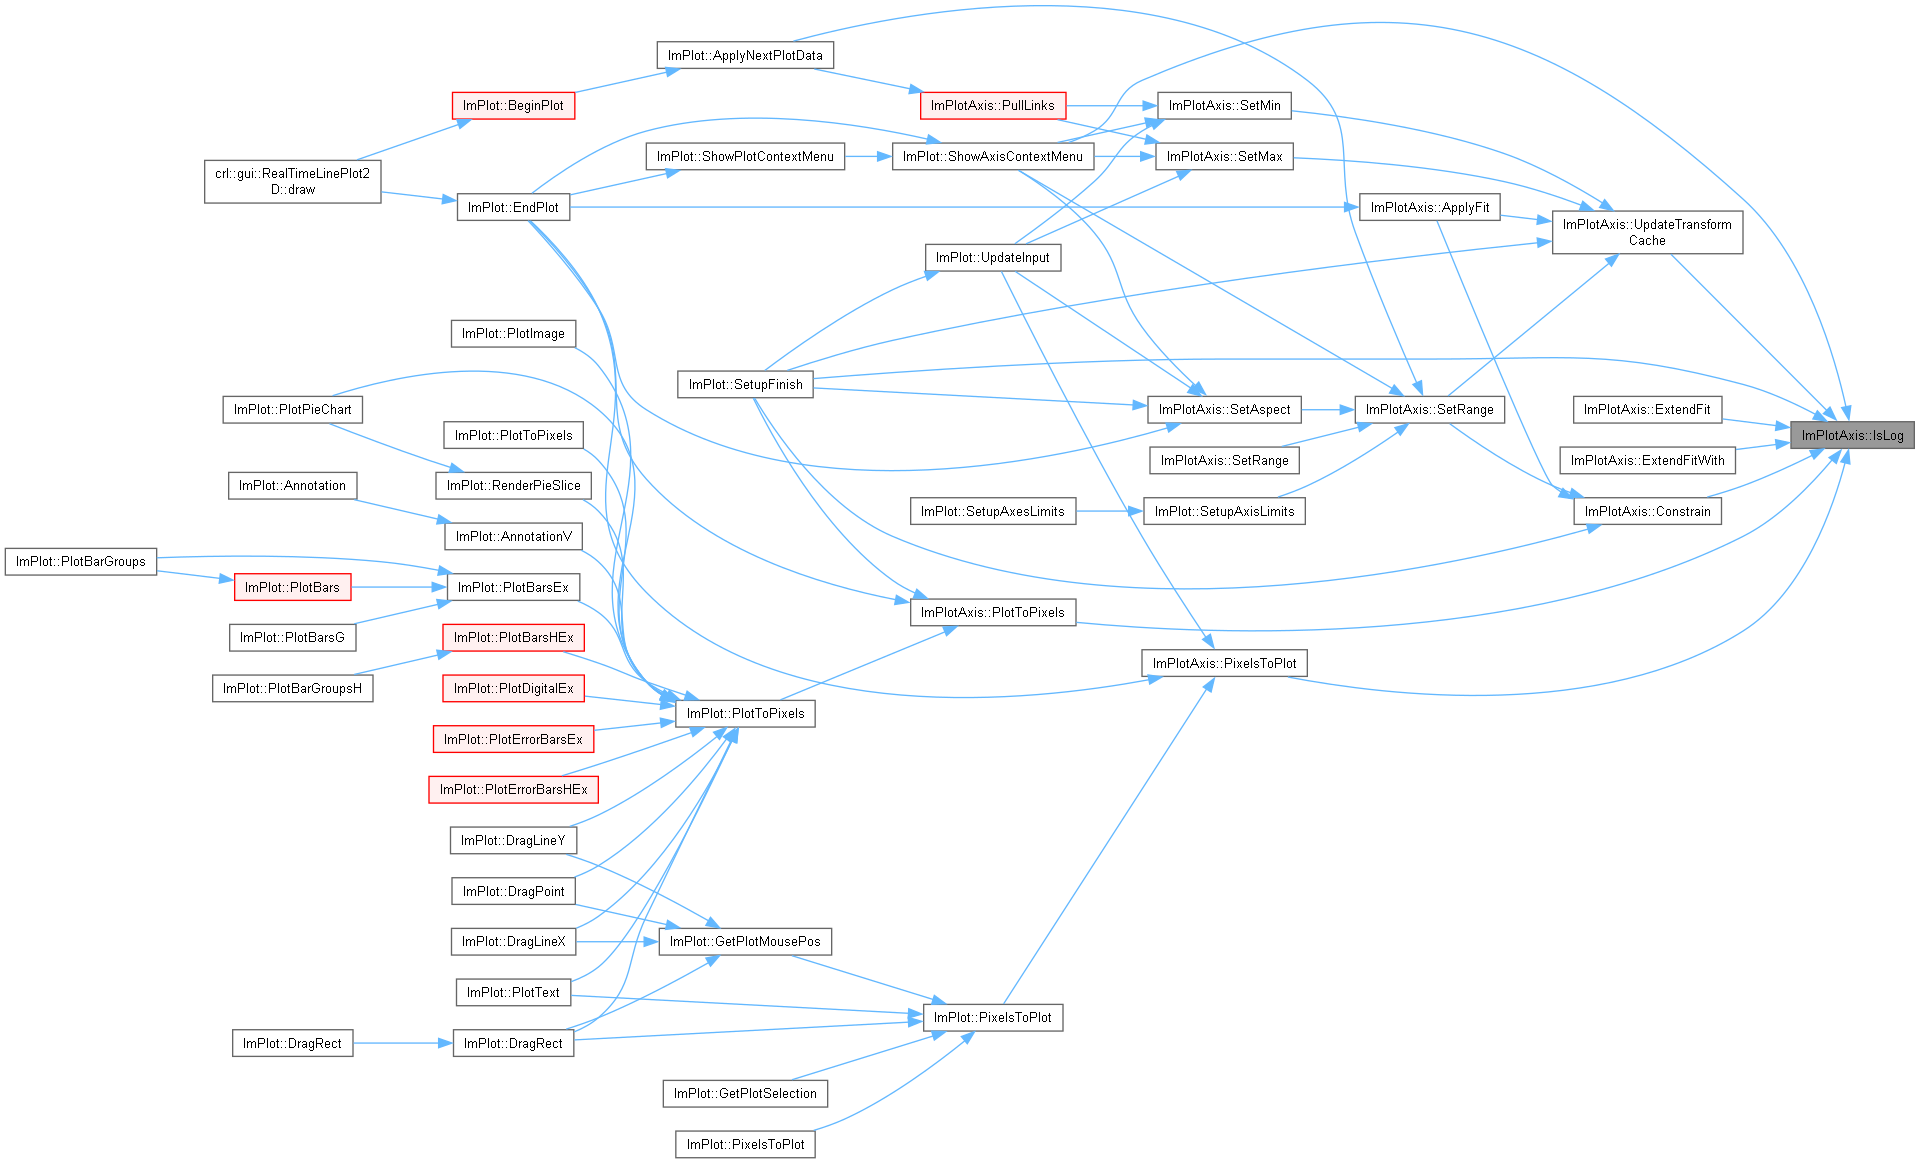 ImPlot::ApplyNextPlotData
ImPlot::BeginPlot
ImPlotAxis::PullLinks
ImPlotAxis::SetMin
ImPlot::ShowPlotContextMenu
ImPlot::ShowAxisContextMenu
ImPlotAxis::SetMax
crl::gui::RealTimeLinePlot2
D::draw
ImPlot::EndPlot
ImPlotAxis::ApplyFit
ImPlotAxis::UpdateTransform
Cache
ImPlot::UpdateInput
ImPlot::PlotImage
ImPlot::SetupFinish
ImPlot::PlotPieChart
ImPlotAxis::SetAspect
ImPlotAxis::SetRange
ImPlotAxis::ExtendFit
ImPlot::PlotToPixels
ImPlotAxis::IsLog
ImPlotAxis::SetRange
ImPlotAxis::ExtendFitWith
ImPlot::Annotation
ImPlot::RenderPieSlice
ImPlot::SetupAxesLimits
ImPlot::SetupAxisLimits
ImPlotAxis::Constrain
ImPlot::AnnotationV
ImPlot::PlotBarGroups
ImPlot::PlotBars
ImPlot::PlotBarsEx
ImPlotAxis::PlotToPixels
ImPlot::PlotBarsG
ImPlot::PlotBarsHEx
ImPlotAxis::PixelsToPlot
ImPlot::PlotBarGroupsH
ImPlot::PlotDigitalEx
ImPlot::PlotToPixels
ImPlot::PlotErrorBarsEx
ImPlot::PlotErrorBarsHEx
ImPlot::DragLineY
ImPlot::DragPoint
ImPlot::DragLineX
ImPlot::GetPlotMousePos
ImPlot::PlotText
ImPlot::PixelsToPlot
ImPlot::DragRect
ImPlot::DragRect
ImPlot::GetPlotSelection
ImPlot::PixelsToPlot